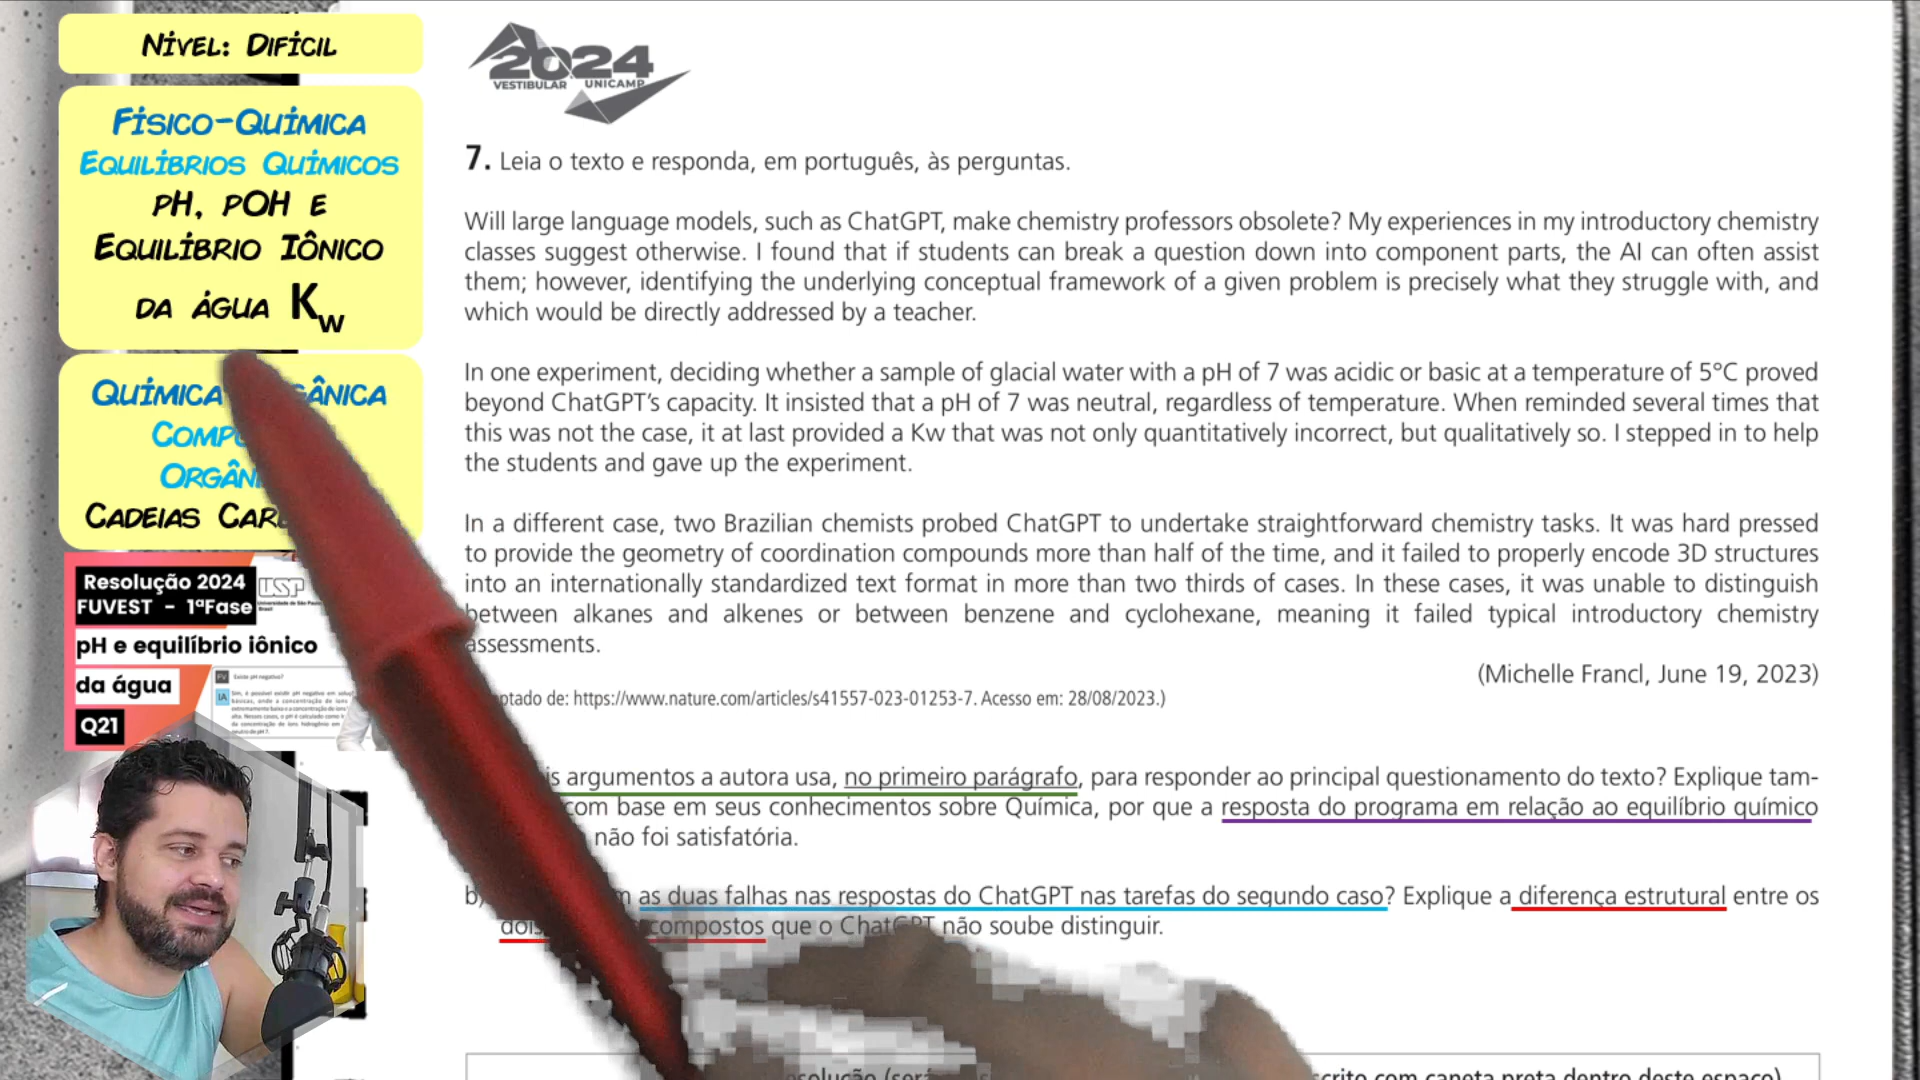 Nível: Difícil
Físico-Química
Equilíbrios Químicos
pH, pOH e
Equilíbrio Iônico
da água Kw
Química
Cadeias
Resolução 2024
FUVEST - 1ªFase
USP
pH e equilíbrio iônico
da água
Q21
2024
VESTIBULAR UNICAMP
7. Leia o texto e responda, em português, às perguntas.
Will large language models, such as ChatGPT, make chemistry professors obsolete? My experiences in my introductory chemistry
classes suggest otherwise. I found that if students can break a question down into component parts, the AI can often assist
them; however, identifying the underlying conceptual framework of a given problem is precisely what they struggle with, and
which would be directly addressed by a teacher.
In one experiment, deciding whether a sample of glacial water with a pH of 7 was acidic or basic at a temperature of 5°C proved
beyond ChatGPT's capacity. It insisted that a pH of 7 was neutral, regardless of temperature. When reminded several times that
this was not the case, it at last provided a Kw that was not only quantitatively incorrect, but qualitatively so. I stepped in to help
the students and gave up the experiment.
In a different case, two Brazilian chemists probed ChatGPT to undertake straightforward chemistry tasks. It was hard pressed
to provide the geometry of coordination compounds more than half of the time, and it failed to properly encode 3D structures
into an internationally standardized text format in more than two thirds of cases. In these cases, it was unable to distinguish
between alkanes and alkenes or between benzene and cyclohexane, meaning it failed typical introductory chemistry
assessments.
(Michelle Francl, June 19, 2023)
de: https://www.nature.com/articles/s41557-023-01253-7. Acesso em: 28/08/2023.)
argumentos a autora usa, no primeiro parágrafo, para responder ao principal questionamento do texto? Explique tam-
com base em seus conhecimentos sobre Química, por que a resposta do programa em relação ao equilíbrio químico
não foi satisfatória.
b) as duas falhas nas respostas do ChatGPT nas tarefas do segundo caso? Explique a diferença estrutural entre os
compostos que o ChatGPT não soube distinguir.
com caneta preta dentro deste espaço)